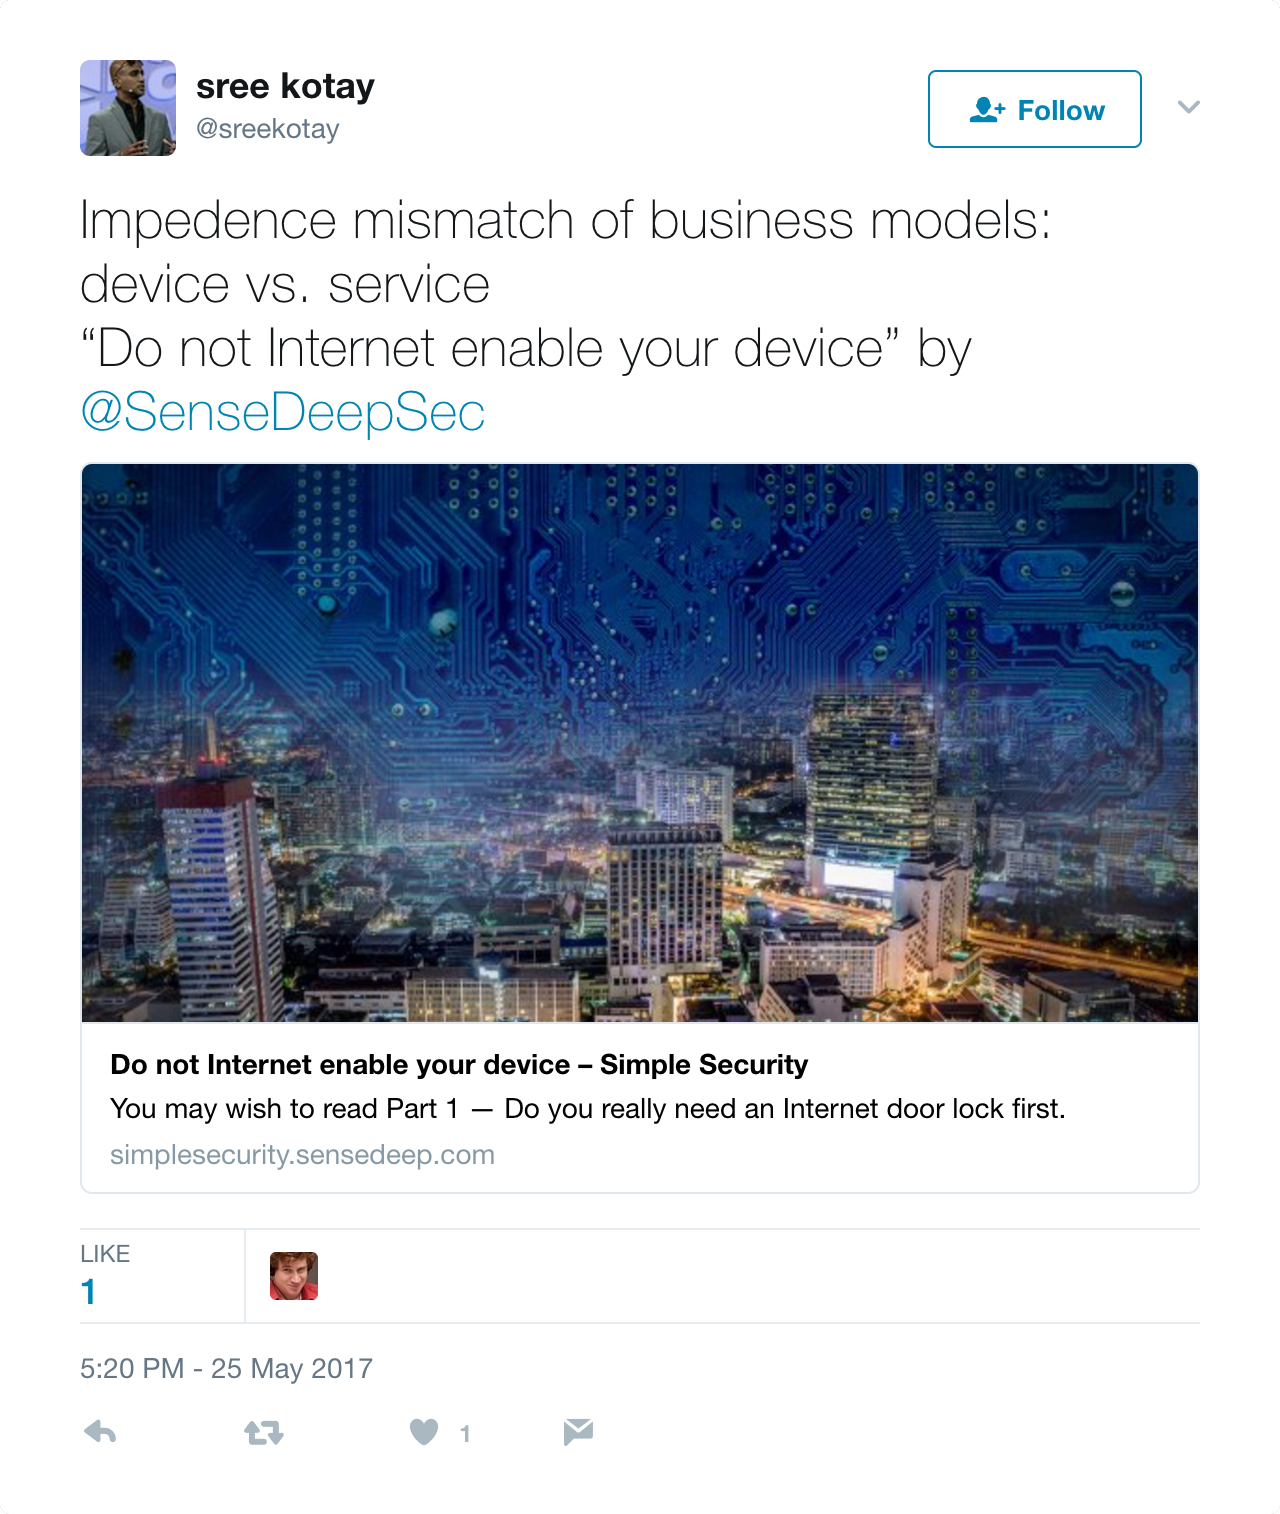 sree kotay
@sreekotay
Follow
Impedence mismatch of business models:
device vs. service
“Do not Internet enable your device” by
@SenseDeepSec
Do not Internet enable your device – Simple Security
You may wish to read Part 1 — Do you really need an Internet door lock first.
simplesecurity.sensedeep.com
LIKE
1
5:20 PM - 25 May 2017
1